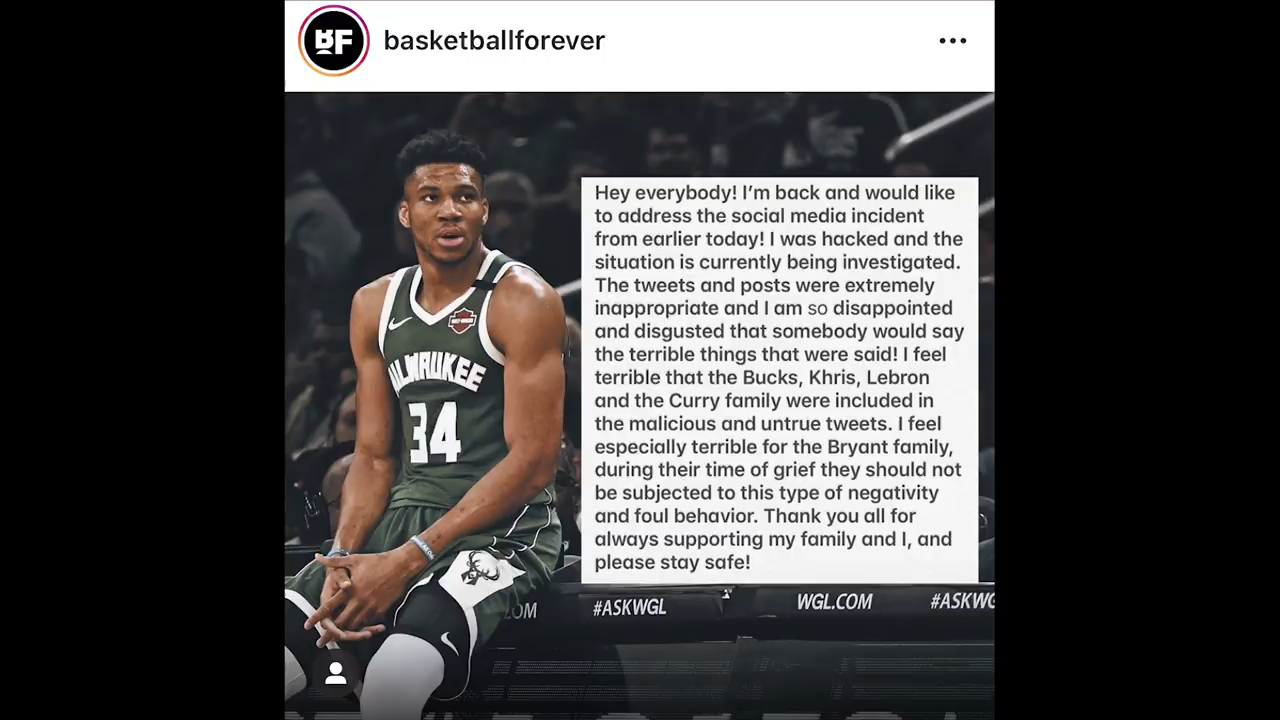 BF
basketballforever
Hey everybody! I’m back and would like
to address the social media incident
from earlier today! I was hacked and the
situation is currently being investigated.
The tweets and posts were extremely
inappropriate and I am so disappointed
and disgusted that somebody would say
the terrible things that were said! I feel
terrible that the Bucks, Khris, Lebron
and the Curry family were included in
the malicious and untrue tweets. I feel
especially terrible for the Bryant family,
during their time of grief they should not
be subjected to this type of negativity
and foul behavior. Thank you all for
always supporting my family and I, and
please stay safe!
MILWAUKEE
34
#ASKWGL
WGL.COM
#ASKWG